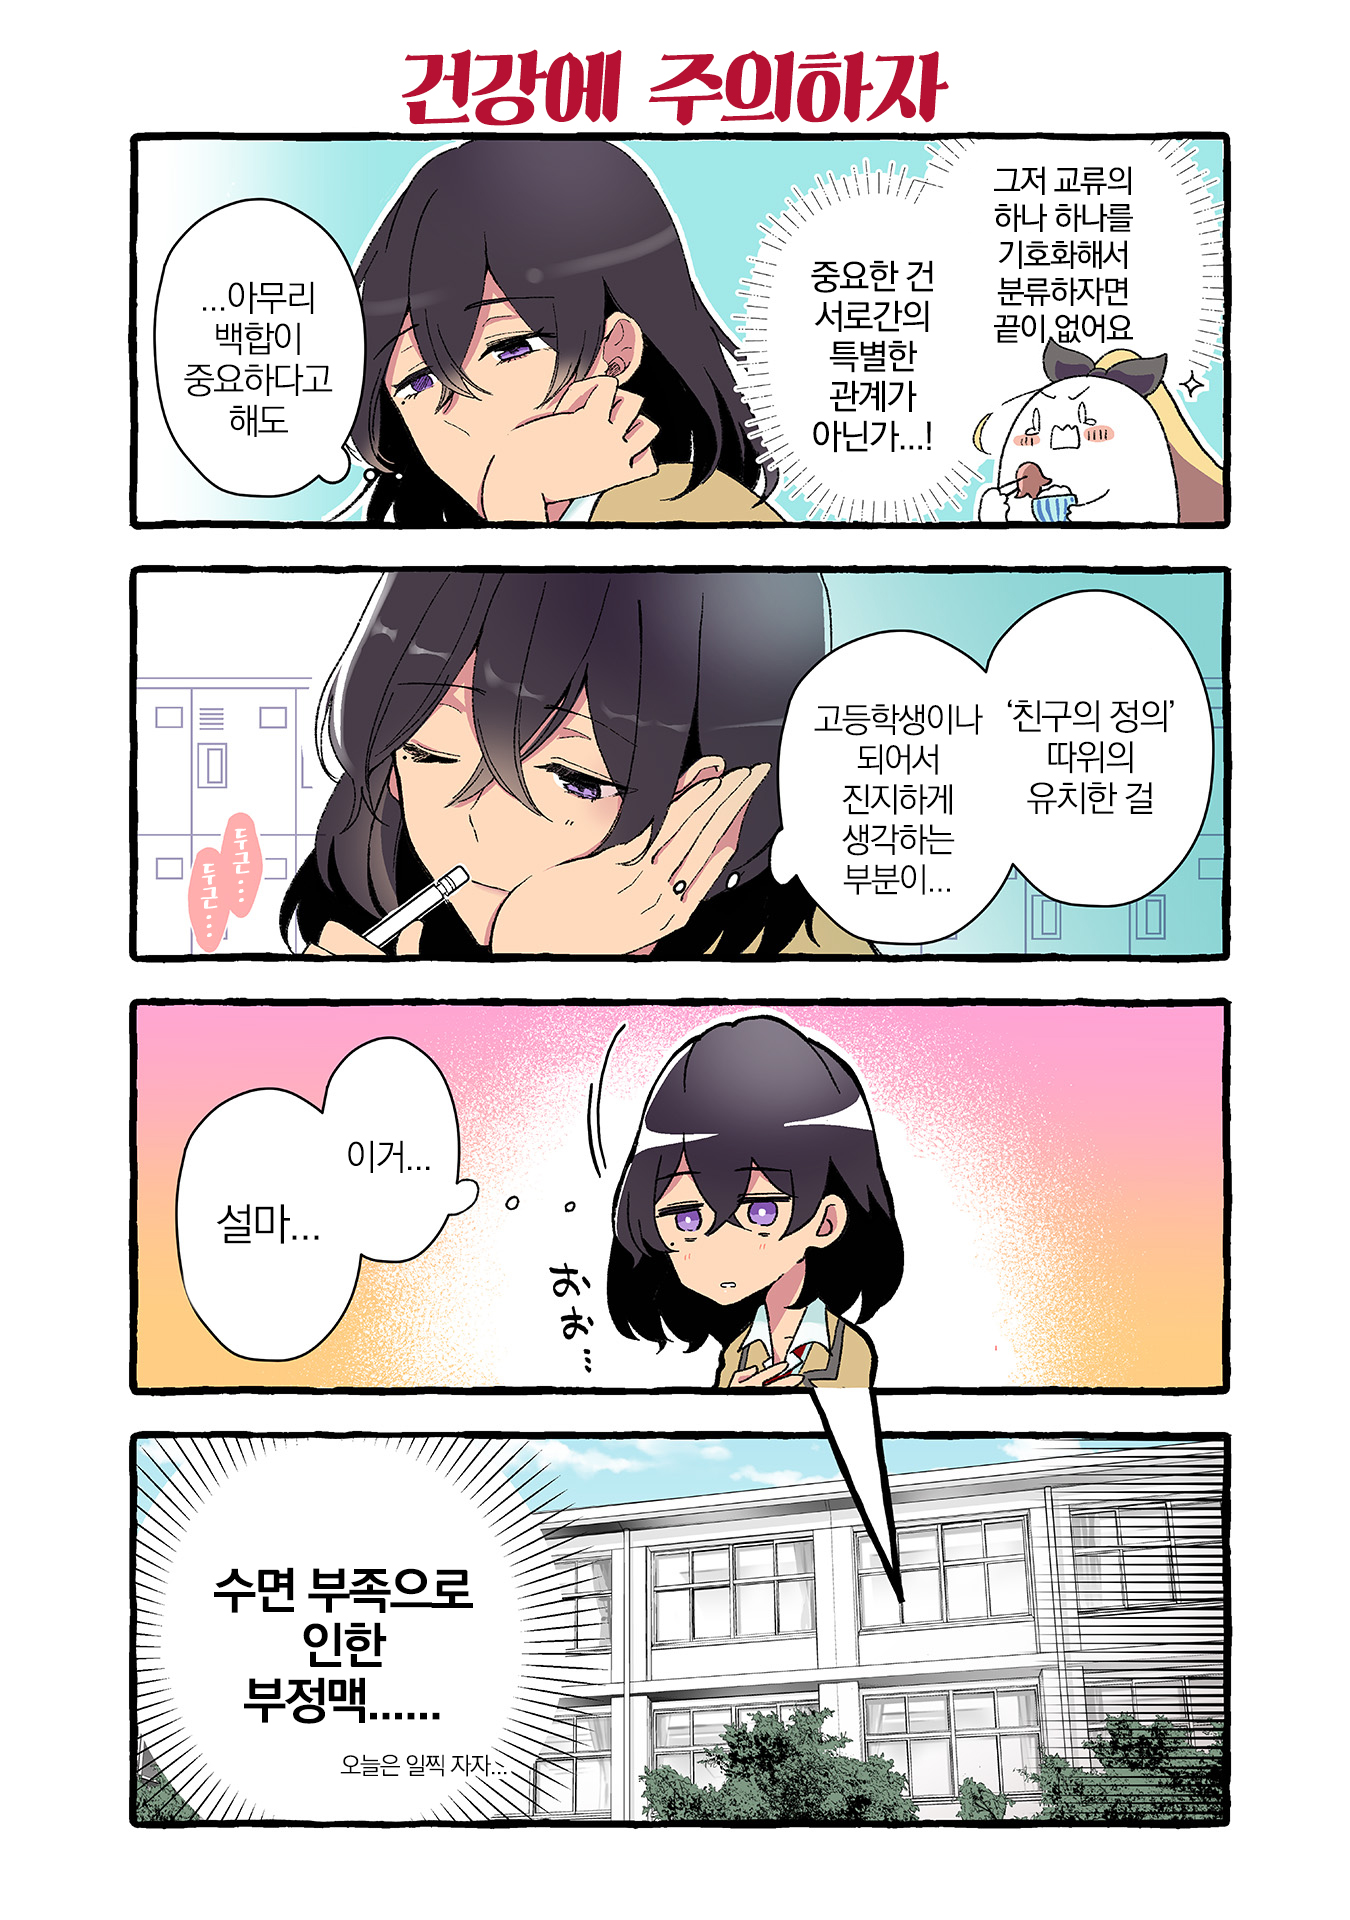 건강에 주의하자
그저 교류의
하나 하나를
기호화해서
분류하자면
끝이 없어요
중요한 건
서로간의
특별한
관계가
아닌가...!
...아무리
백합이
중요하다고
해도
‘친구의 정의’
따위의
유치한 걸
고등학생이나
되어서
진지하게
생각하는
부분이...
두근...
두근...
이거...
설마...
おお...
수면 부족으로
인한
부정맥......
오늘은 일찍 자자...